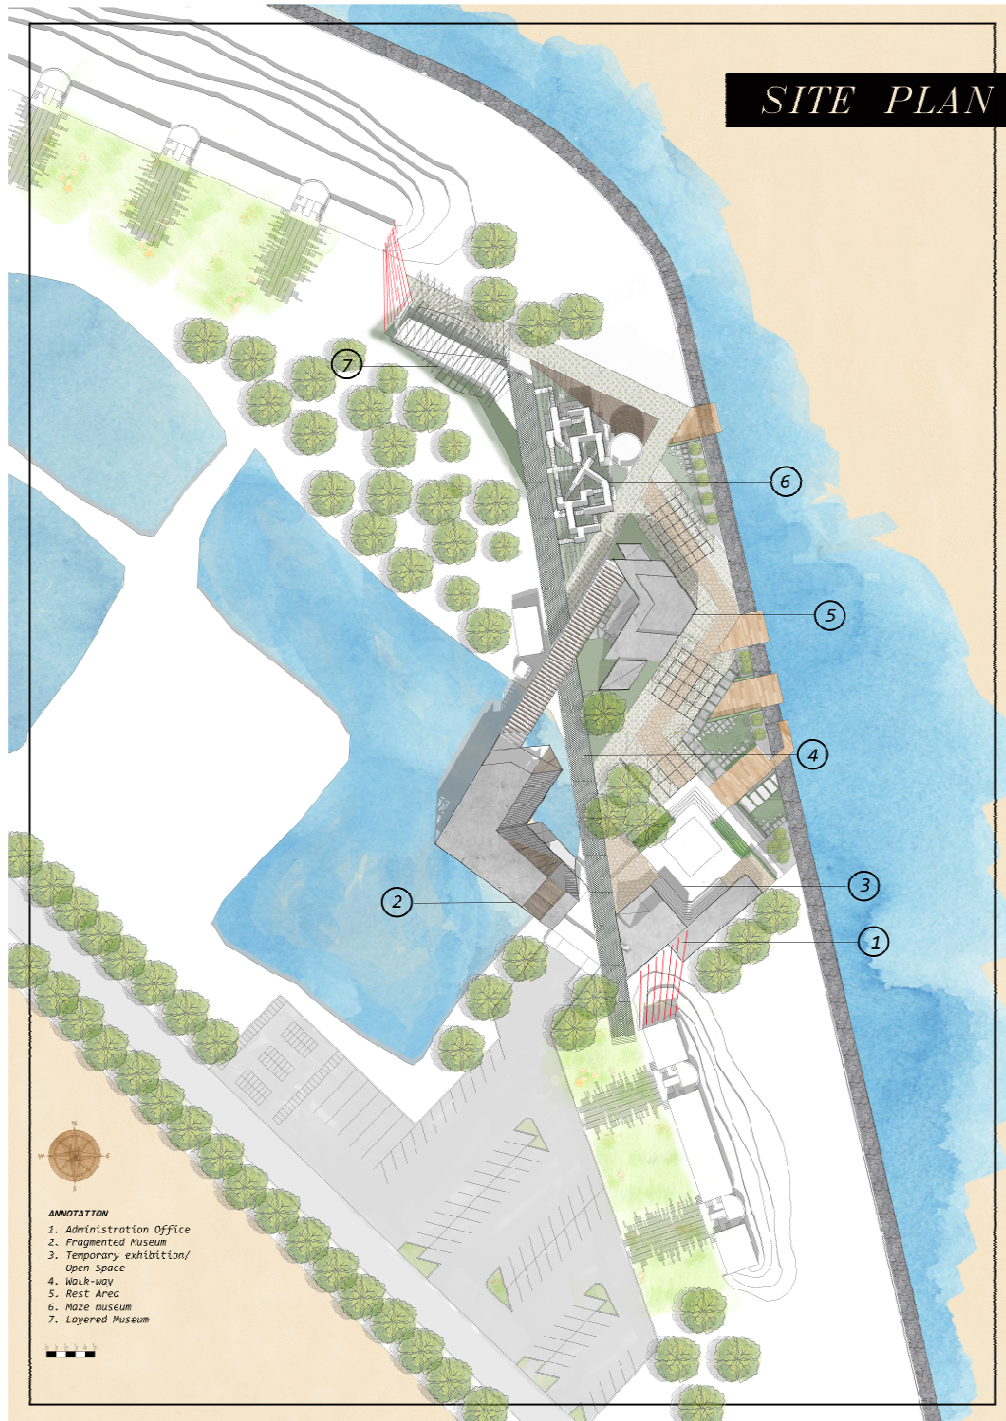 SITE PLAN
7
6
5
4
3
2
1
N
W
S
ANNOTATION
1. Administration Office
2. Fragmented Museum
3. Temporary exhibition/
Open Space
4. Walk-way
5. Rest Area
6. Maze museum
7. Layered Museum